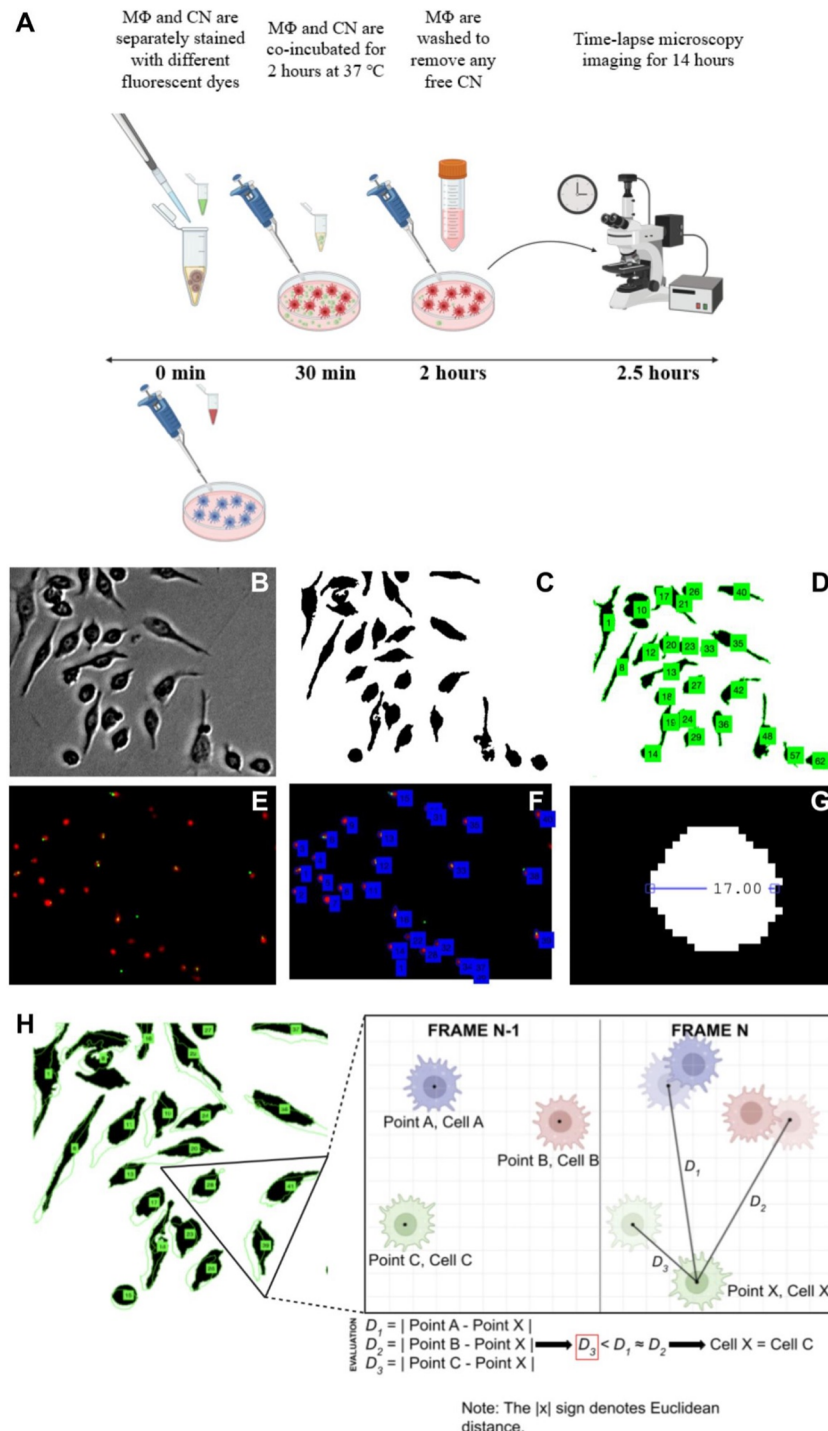 A
MΦ and CN are
separately stained
with different
fluorescent dyes
MΦ and CN are
co-incubated for
2 hours at 37 °C
MΦ are
washed to
remove any
free CN
Time-lapse microscopy
imaging for 14 hours
0 min
30 min
2 hours
2.5 hours
B
C
D
1
10
17
26
21
40
8
12
20
23
33
35
13
27
18
42
19
24
36
29
14
48
57
62
E
F
G
17.00
H
FRAME N-1
FRAME N
Point A, Cell A
Point B, Cell B
Point C, Cell C
D1
D2
D3
Point X, Cell X
EVALUATION
D1 = | Point A - Point X |
D2 = | Point B - Point X |
D3 = | Point C - Point X |
D3 < D1 ≈ D2
Cell X = Cell C
Note: The |x| sign denotes Euclidean
distance.